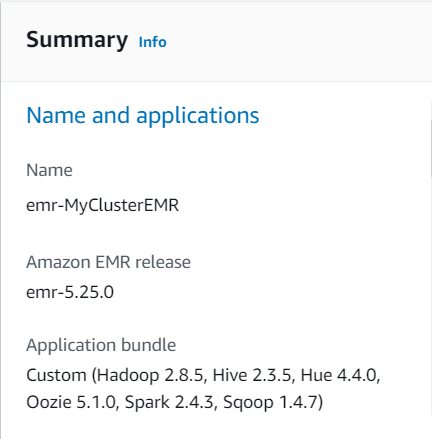 Summary Info
Name and applications
Name
emr-MyClusterEMR
Amazon EMR release
emr-5.25.0
Application bundle
Custom (Hadoop 2.8.5, Hive 2.3.5, Hue 4.4.0,
Oozie 5.1.0, Spark 2.4.3, Sqoop 1.4.7)